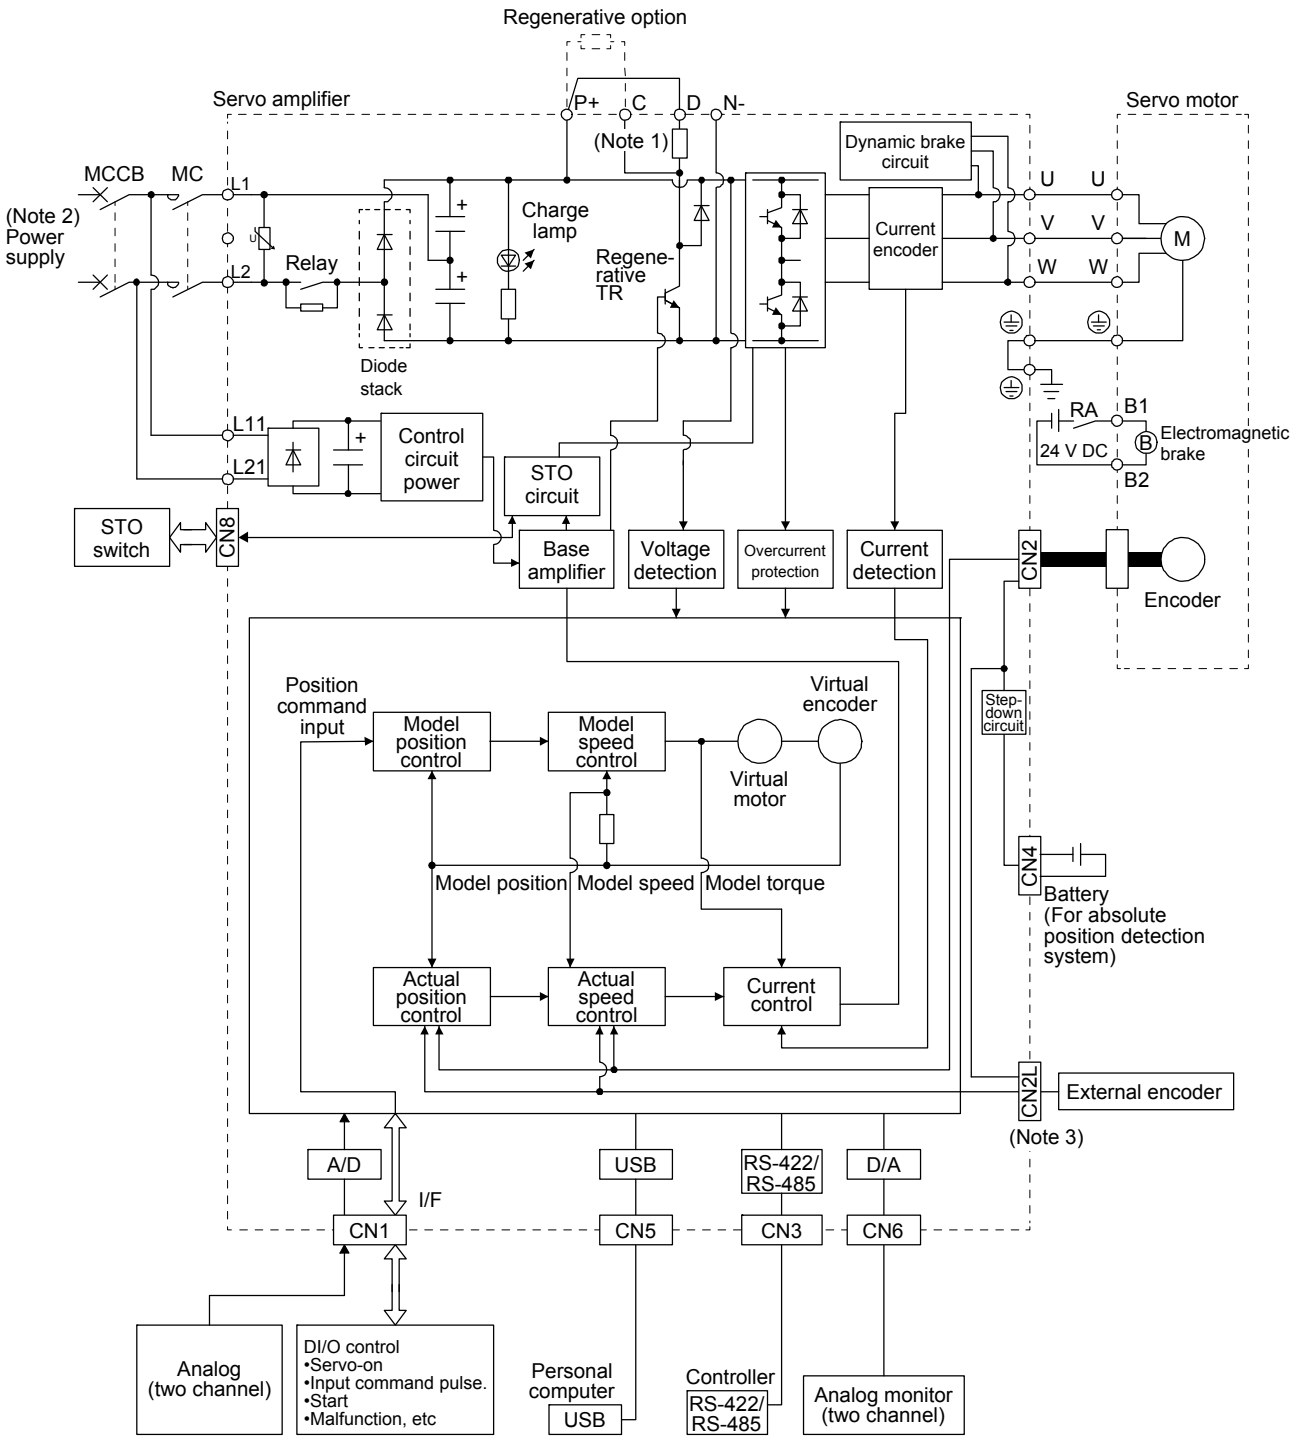 Regenerative option
Servo amplifier
P+
C
D
N-
Servo motor
(Note 1)
Dynamic brake
circuit
MCCB
MC
L1
U
U
(Note 2)
Power
supply
U
Charge
lamp
+
Current
encoder
V
V
M
L2
Relay
+
Regene-
rative
TR
W
W
Diode
stack
L11
+
Control
circuit
power
RA
B1
24 V DC
B
Electromagnetic
brake
L21
STO
circuit
B2
STO
switch
CN8
Base
amplifier
Voltage
detection
Overcurrent
protection
Current
detection
CN2
Encoder
Position
command
input
Virtual
encoder
Step-
down
circuit
Model
position
control
Model
speed
control
Virtual
motor
CN4
Model position
Model speed
Model torque
Battery
(For absolute
position detection
system)
Actual
position
control
Actual
speed
control
Current
control
CN2L
External encoder
(Note 3)
A/D
USB
RS-422/
RS-485
D/A
I/F
CN1
CN5
CN3
CN6
Analog
(two channel)
DI/O control
•Servo-on
•Input command pulse.
•Start
•Malfunction, etc
Personal
computer
USB
Controller
RS-422/
RS-485
Analog monitor
(two channel)